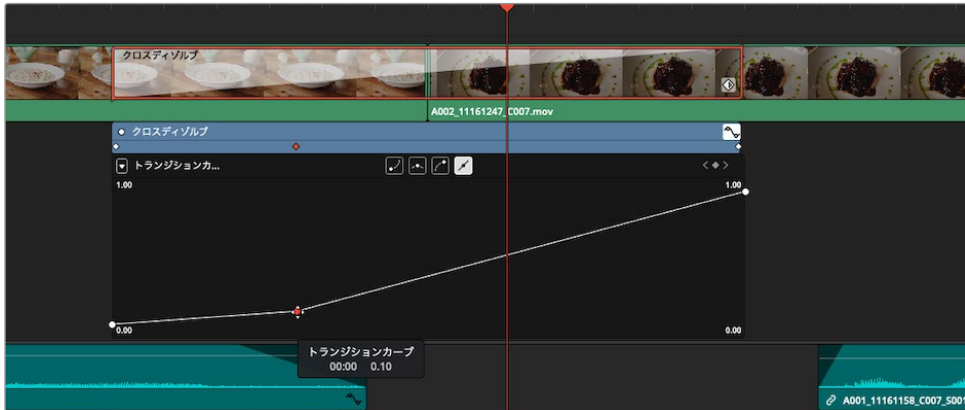 クロスディゾルブ
A002_11161247_C007.mov
クロスディゾルブ
トランジションカ...
1.00
1.00
0.00
0.00
トランジションカーブ
00:00 0.10
A001_11161158_C007_S001